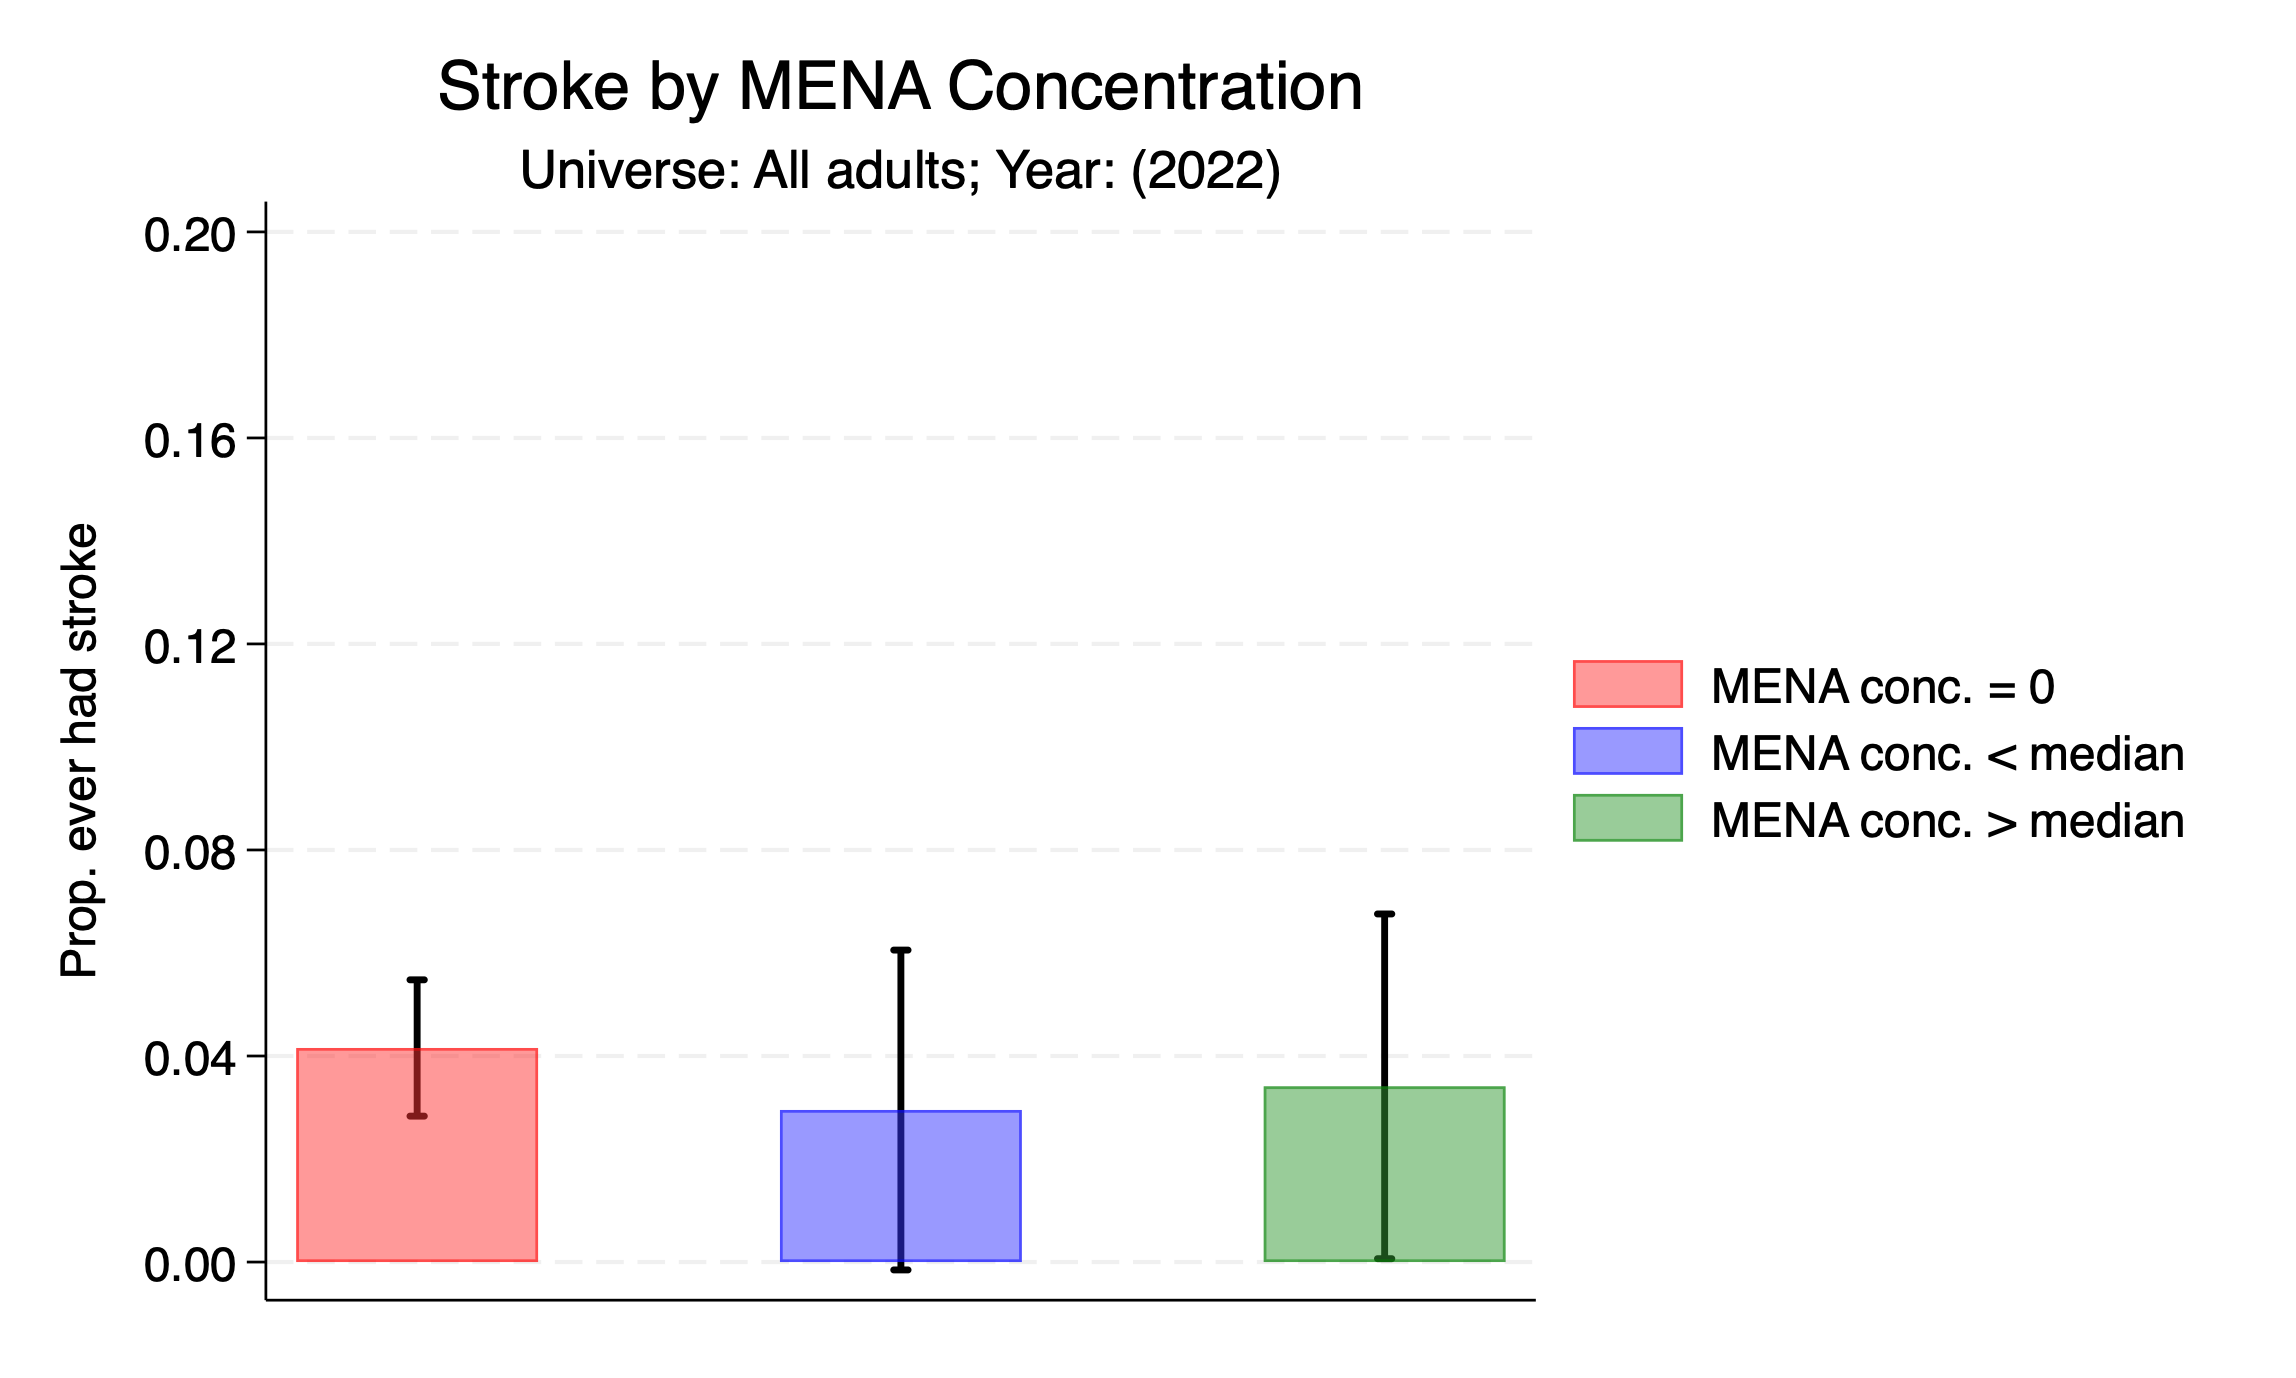 Stroke by MENA Concentration
Universe: All adults; Year: (2022)
Prop. ever had stroke
0.20
0.16
0.12
0.08
0.04
0.00
MENA conc. = 0
MENA conc. < median
MENA conc. > median